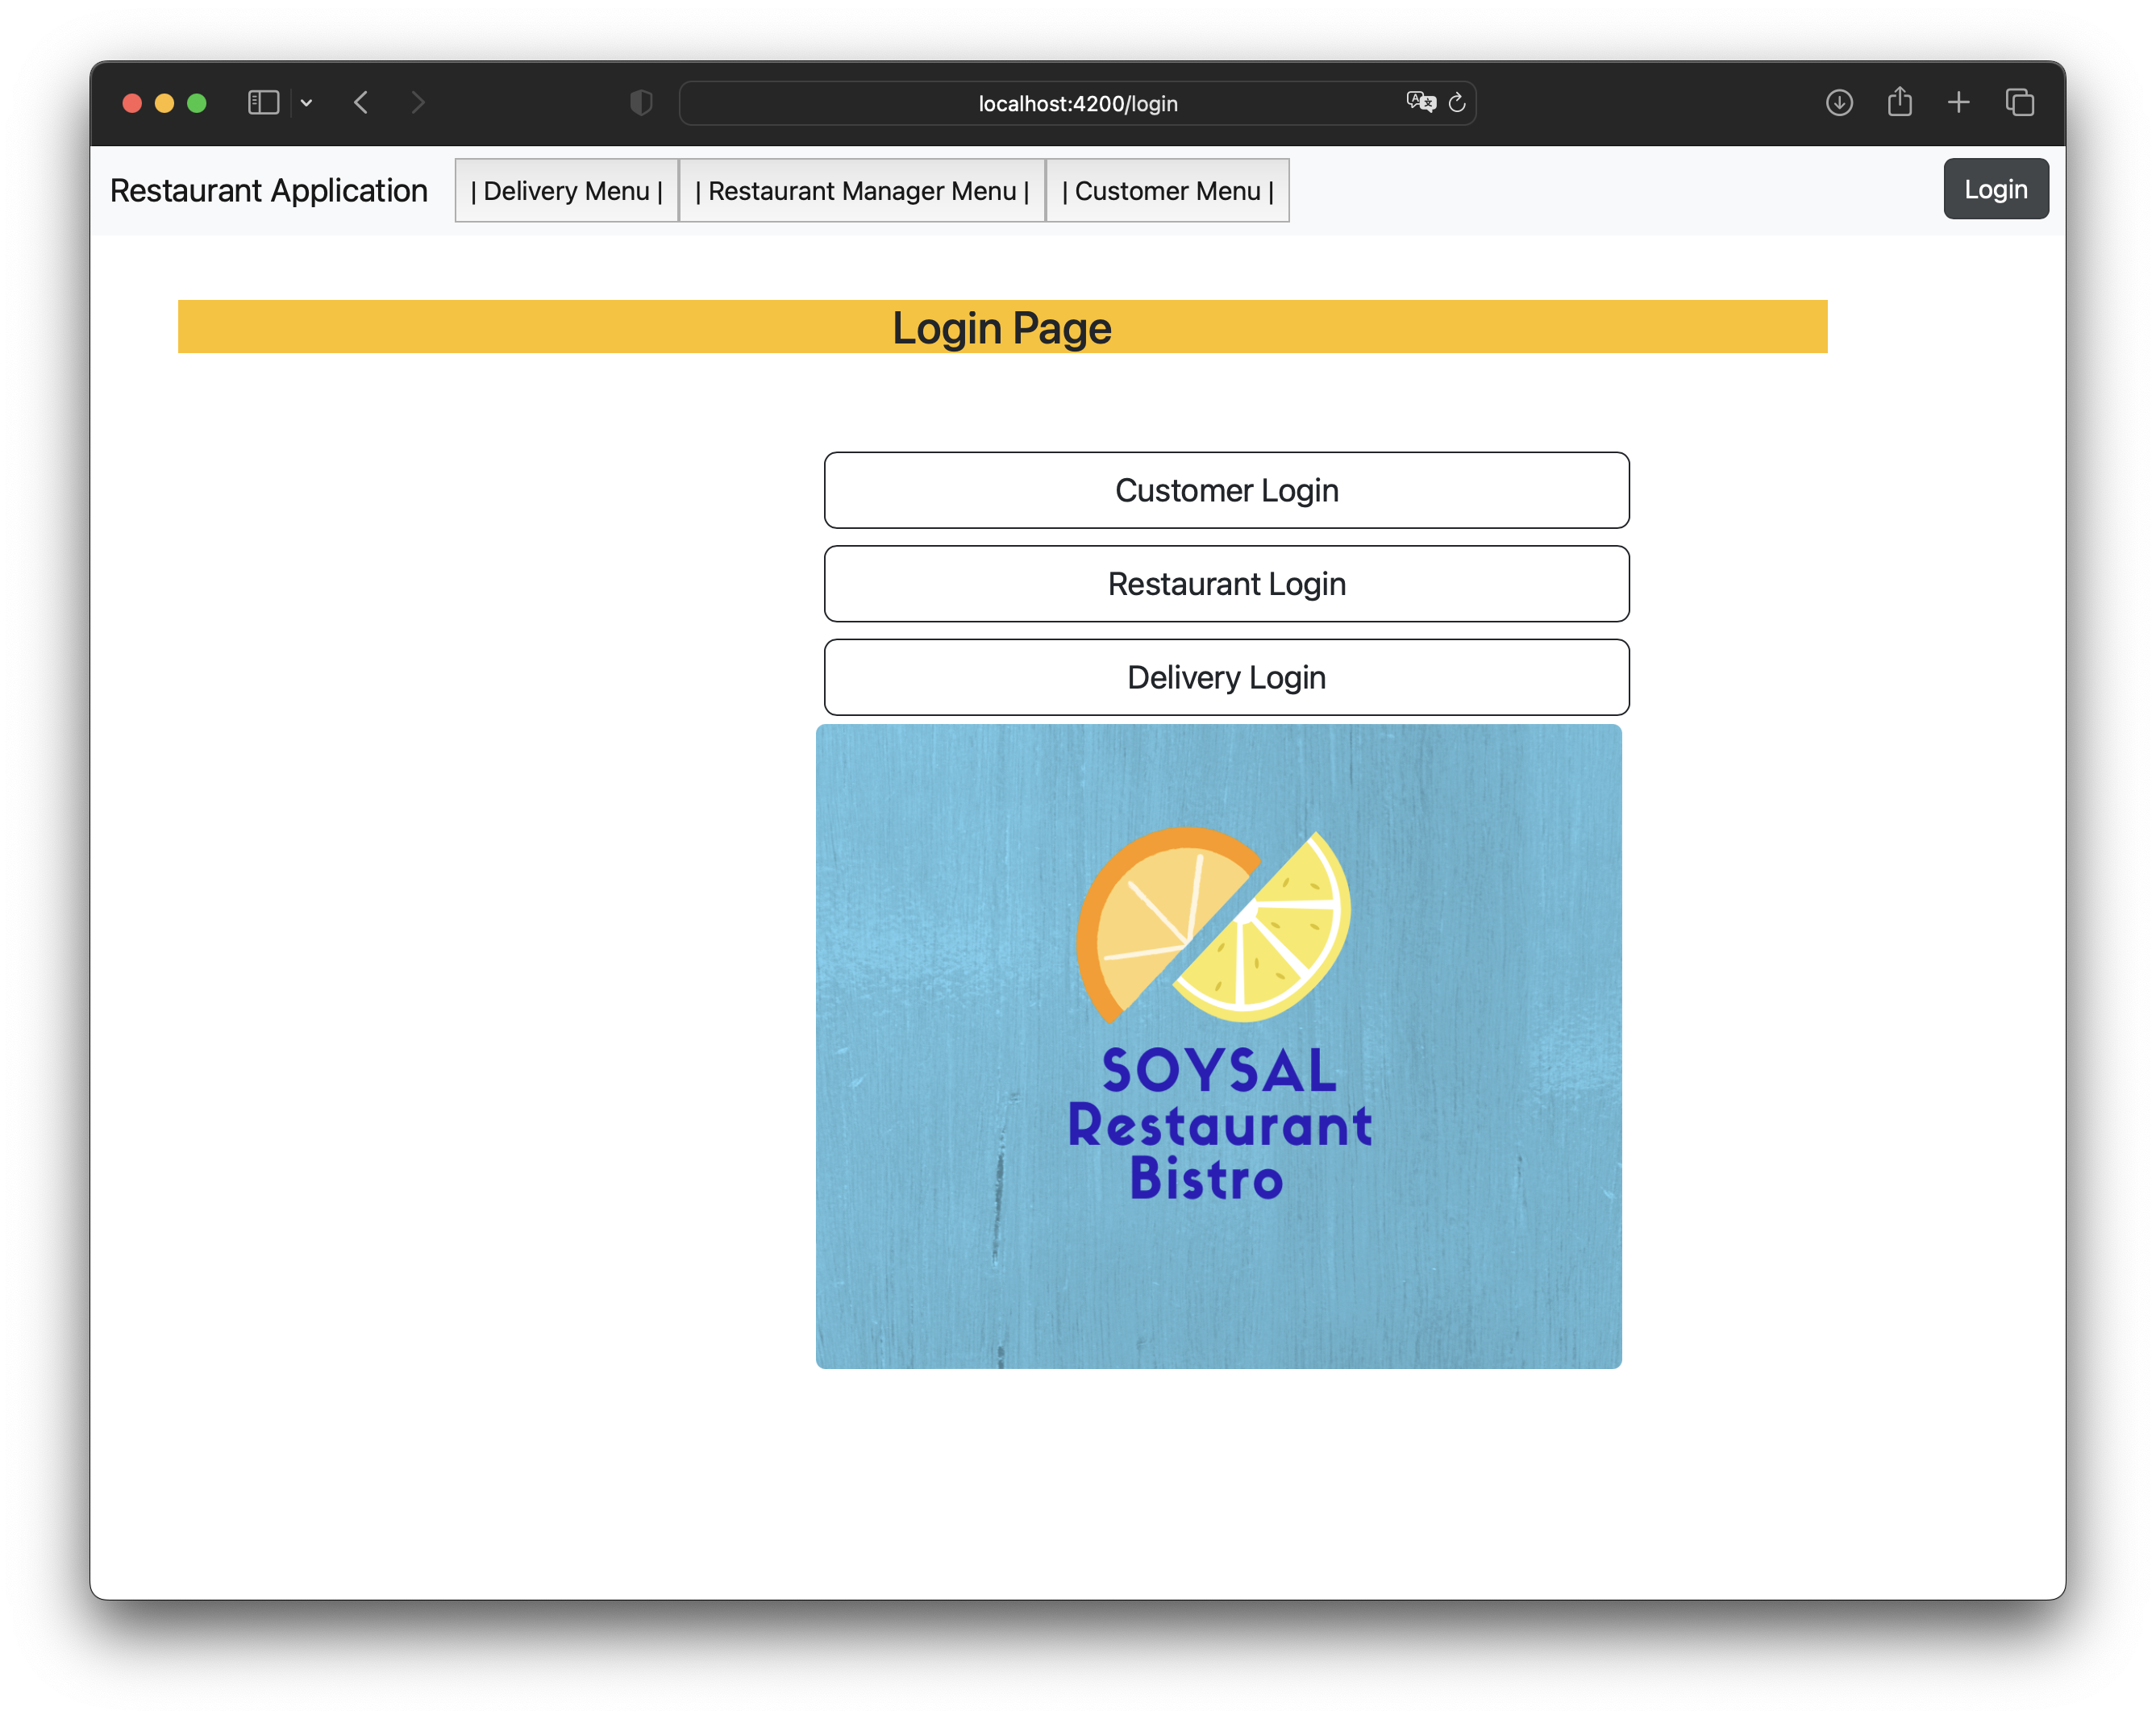 localhost:4200/login
Restaurant Application | Delivery Menu | | Restaurant Manager Menu | | Customer Menu | Login
Login Page
Customer Login
Restaurant Login
Delivery Login
SOYSAL
Restaurant
Bistro